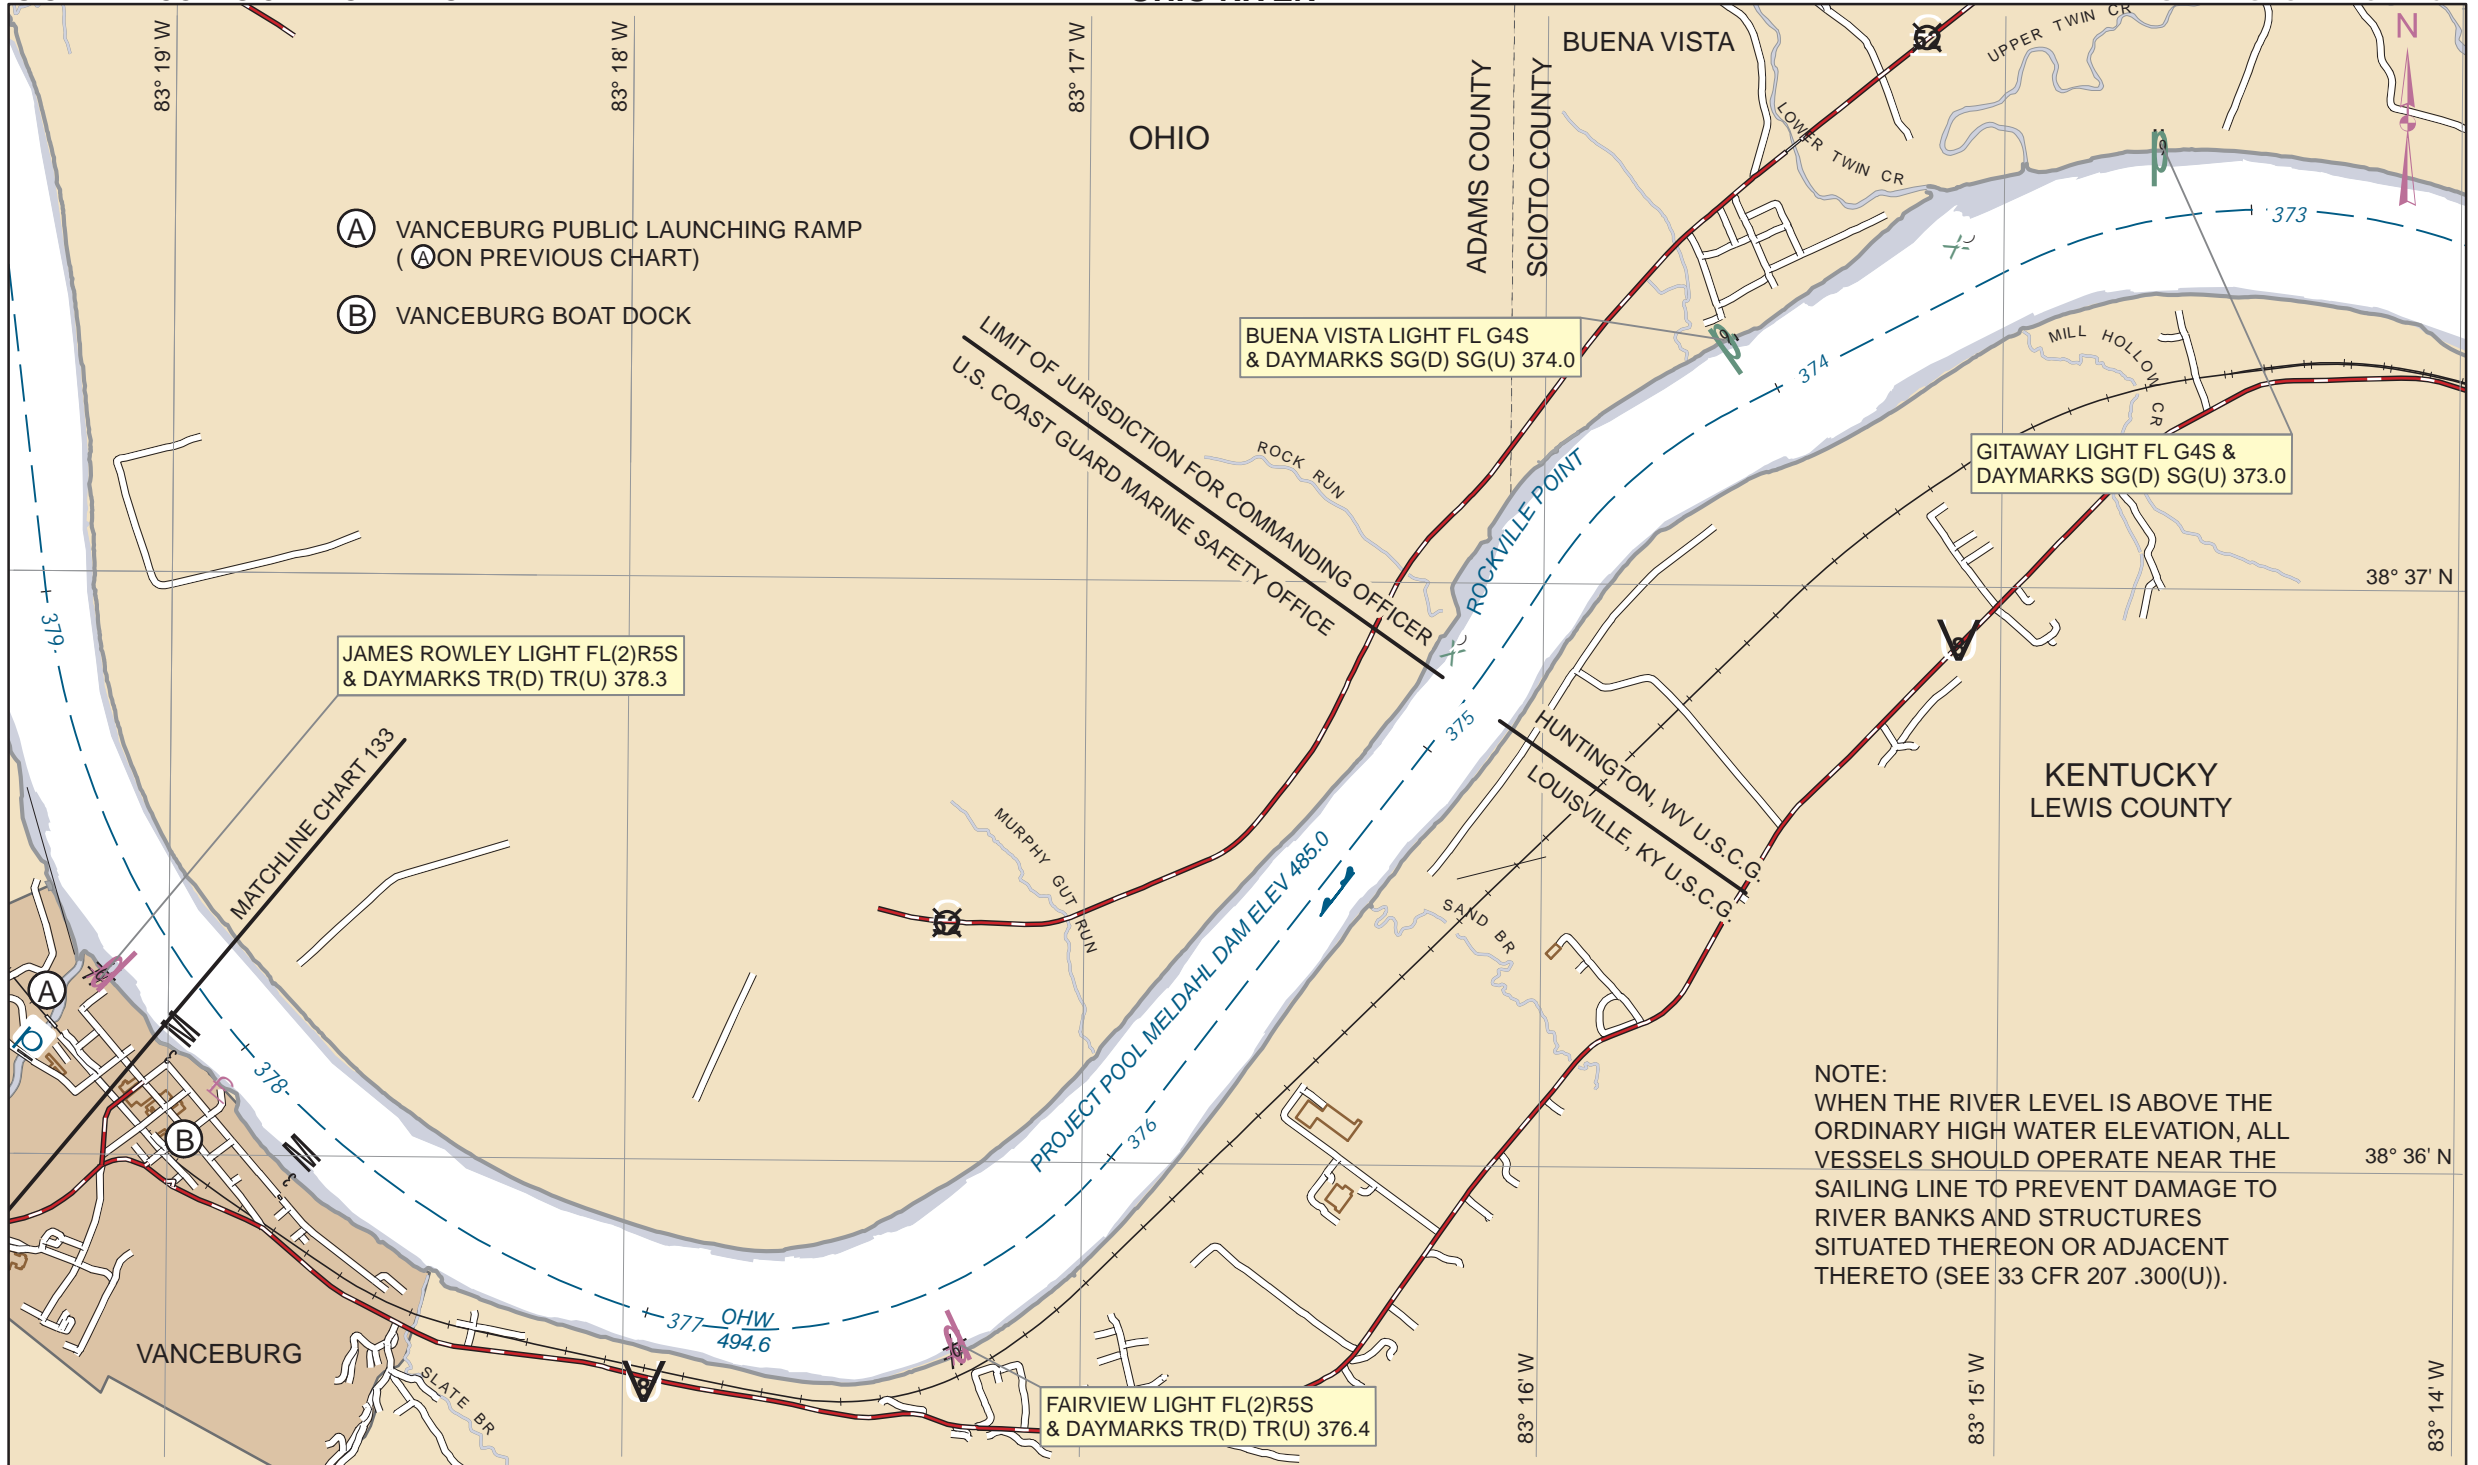 OHIO RIVER
83° 19' W
83° 18' W
83° 17' W
BUENA VISTA
52
UPPER TWIN CR
N
OHIO
ADAMS COUNTY
SCIOTO COUNTY
LOWER TWIN CR
A VANCEBURG PUBLIC LAUNCHING RAMP
( A ON PREVIOUS CHART)
B VANCEBURG BOAT DOCK
373
BUENA VISTA LIGHT FL G4S
& DAYMARKS SG(D) SG(U) 374.0
374
MILL HOLLOW CR
LIMIT OF JURISDICTION FOR COMMANDING OFFICER
U.S. COAST GUARD MARINE SAFETY OFFICE
ROCK RUN
ROCKVILLE POINT
GITAWAY LIGHT FL G4S &
DAYMARKS SG(D) SG(U) 373.0
38° 37' N
379
JAMES ROWLEY LIGHT FL(2)R5S
& DAYMARKS TR(D) TR(U) 378.3
8
MATCHLINE CHART 133
375
HUNTINGTON, WV U.S.C.G.
LOUISVILLE, KY U.S.C.G.
KENTUCKY
LEWIS COUNTY
MURPHY GUT RUN
52
PROJECT POOL MELDAHL DAM ELEV 485.0
SAND BR
A
378
B
376
NOTE:
WHEN THE RIVER LEVEL IS ABOVE THE
ORDINARY HIGH WATER ELEVATION, ALL
VESSELS SHOULD OPERATE NEAR THE
SAILING LINE TO PREVENT DAMAGE TO
RIVER BANKS AND STRUCTURES
SITUATED THEREON OR ADJACENT
THERETO (SEE 33 CFR 207 .300(U)).
38° 36' N
377
OHW
494.6
VANCEBURG
SLATE BR
8
FAIRVIEW LIGHT FL(2)R5S
& DAYMARKS TR(D) TR(U) 376.4
83° 16' W
83° 15' W
83° 14' W